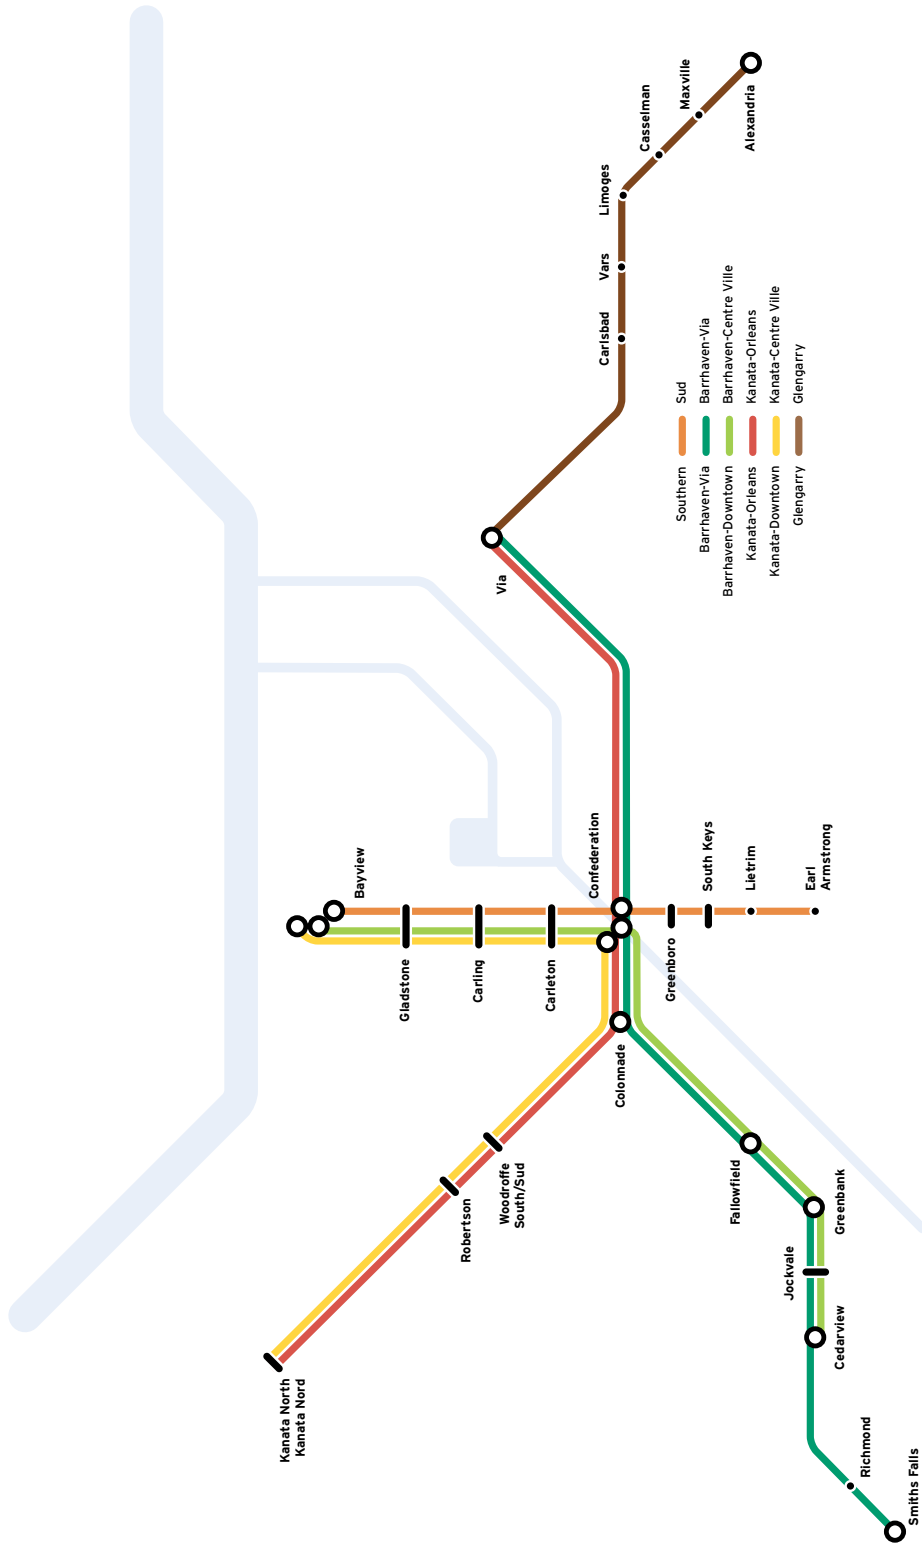 Kanata North
Kanata Nord
Robertson
Woodroffe
South/Sud
Bayview
Gladstone
Carling
Carleton
Confederation
Colonnade
Greenboro
South Keys
Lietrim
Earl
Armstrong
Fallowfield
Greenbank
Jockvale
Cedarview
Richmond
Smiths Falls
Via
Carlsbad
Vars
Limoges
Casselman
Maxville
Alexandria
Southern Sud
Barrhaven-Via Barrhaven-Via
Barrhaven-Downtown Barrhaven-Centre Ville
Kanata-Orleans Kanata-Orleans
Kanata-Downtown Kanata-Centre Ville
Glengarry Glengarry